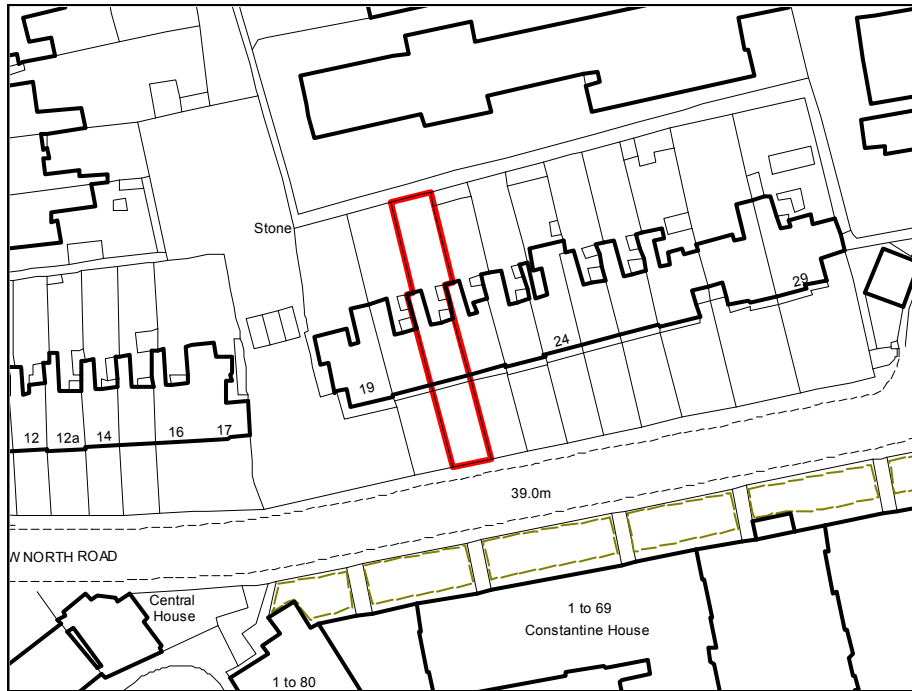 Stone
29
24
19
12
12a
14
16
17
39.0m
W NORTH ROAD
Central
House
1 to 69
Constantine House
1 to 80